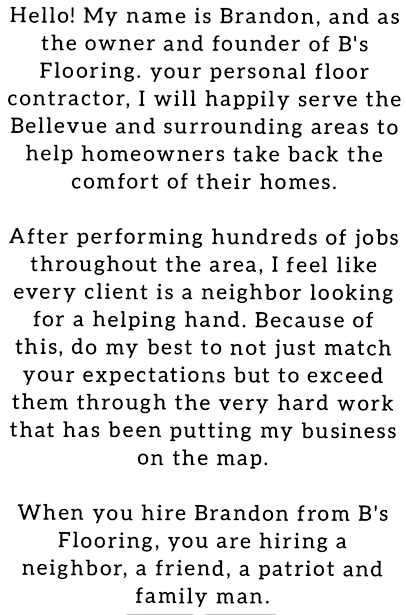 Hello! My name is Brandon, and as
the owner and founder of B's
Flooring. your personal floor
contractor, I will happily serve the
Bellevue and surrounding areas to
help homeowners take back the
comfort of their homes.
After performing hundreds of jobs
throughout the area, I feel like
every client is a neighbor looking
for a helping hand. Because of
this, do my best to not just match
your expectations but to exceed
them through the very hard work
that has been putting my business
on the map.
When you hire Brandon from B's
Flooring, you are hiring a
neighbor, a friend, a patriot and
family man.